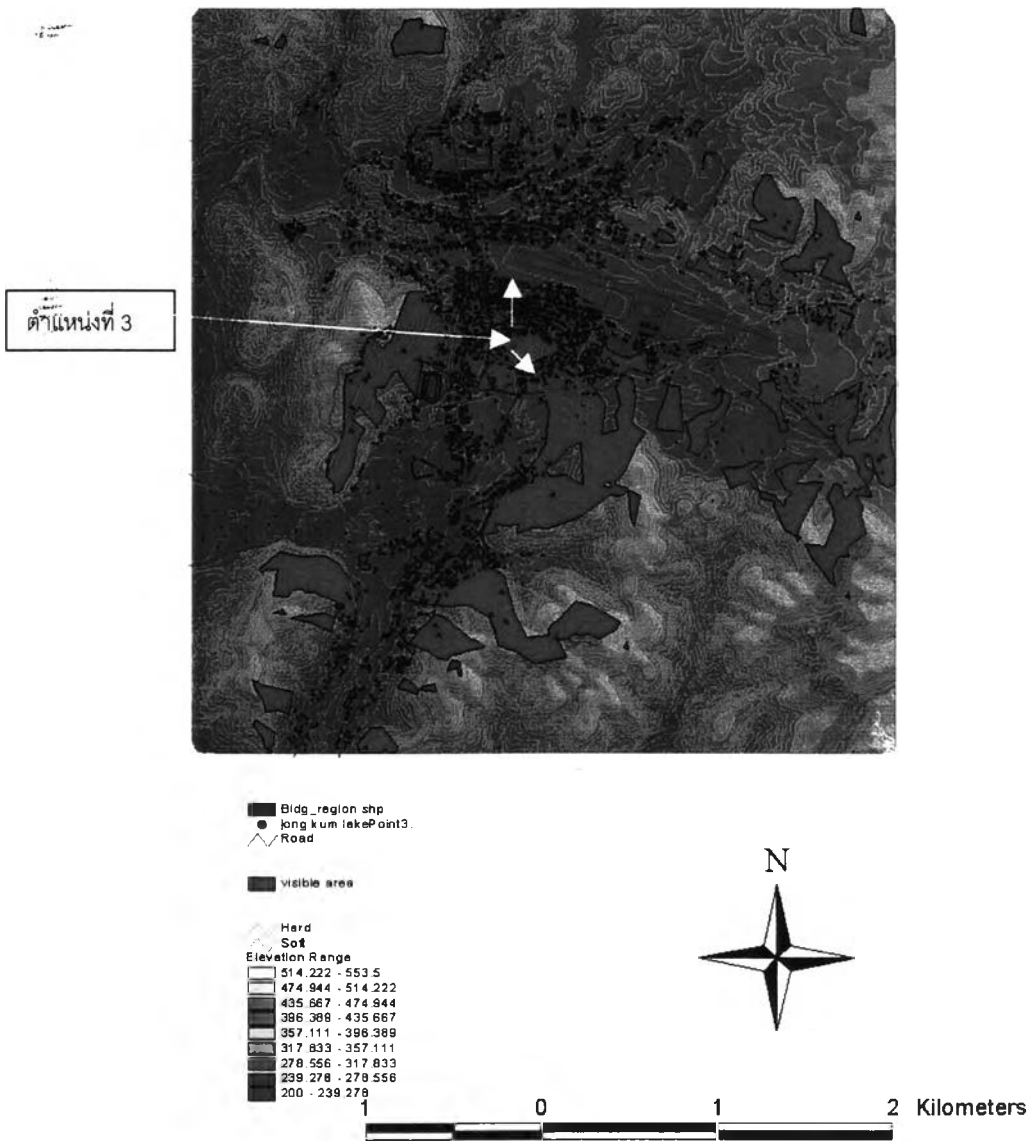 ตำแหน่งที่ 3
Bldg_region shp
jong kum lakePoint3.
Road
visible area
Hard
Soft
Elevation Range
514.222 - 553.5
474.944 - 514.222
435.667 - 474.944
396.389 - 435.667
357.111 - 396.389
317.833 - 357.111
278.556 - 317.833
239.278 - 278.556
200 - 239.278
N
1 0 1 2 Kilometers